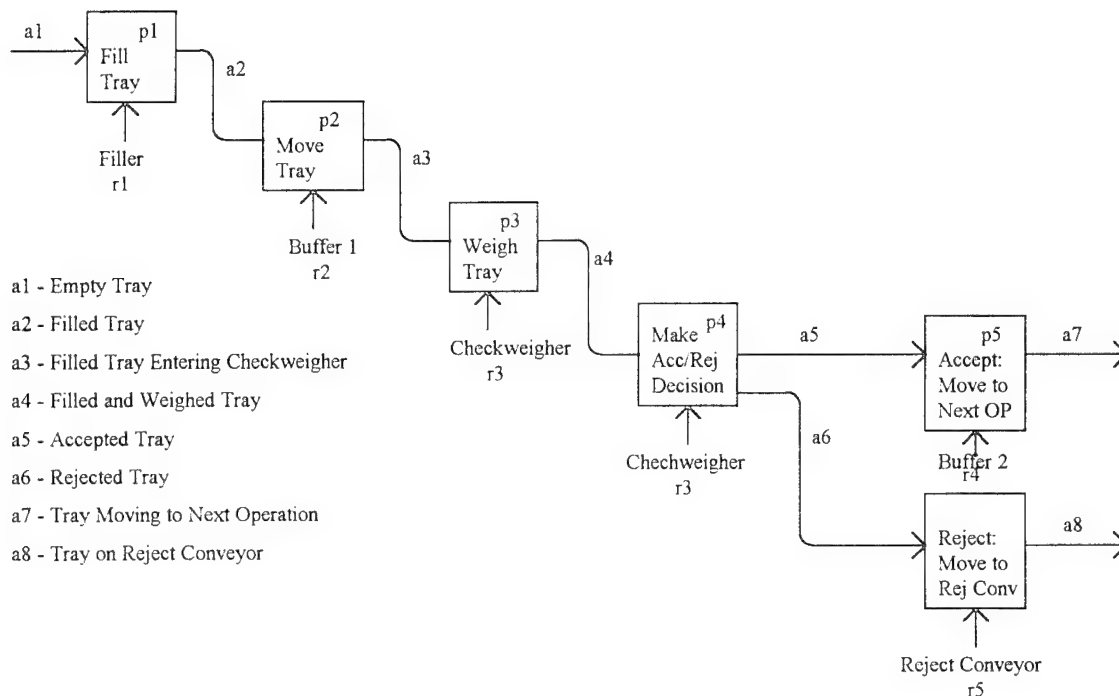 a1
p1
Fill
Tray
a2
Filler
r1
p2
Move
Tray
a3
Buffer 1
r2
p3
Weigh
Tray
a4
Checkweigher
r3
p4
Make
Acc/Rej
Decision
a5
a6
Chechweigher
r3
p5
Accept:
Move to
Next OP
a7
Buffer 2
r4
Reject:
Move to
Rej Conv
a8
Reject Conveyor
r5
a1 - Empty Tray
a2 - Filled Tray
a3 - Filled Tray Entering Checkweigher
a4 - Filled and Weighed Tray
a5 - Accepted Tray
a6 - Rejected Tray
a7 - Tray Moving to Next Operation
a8 - Tray on Reject Conveyor